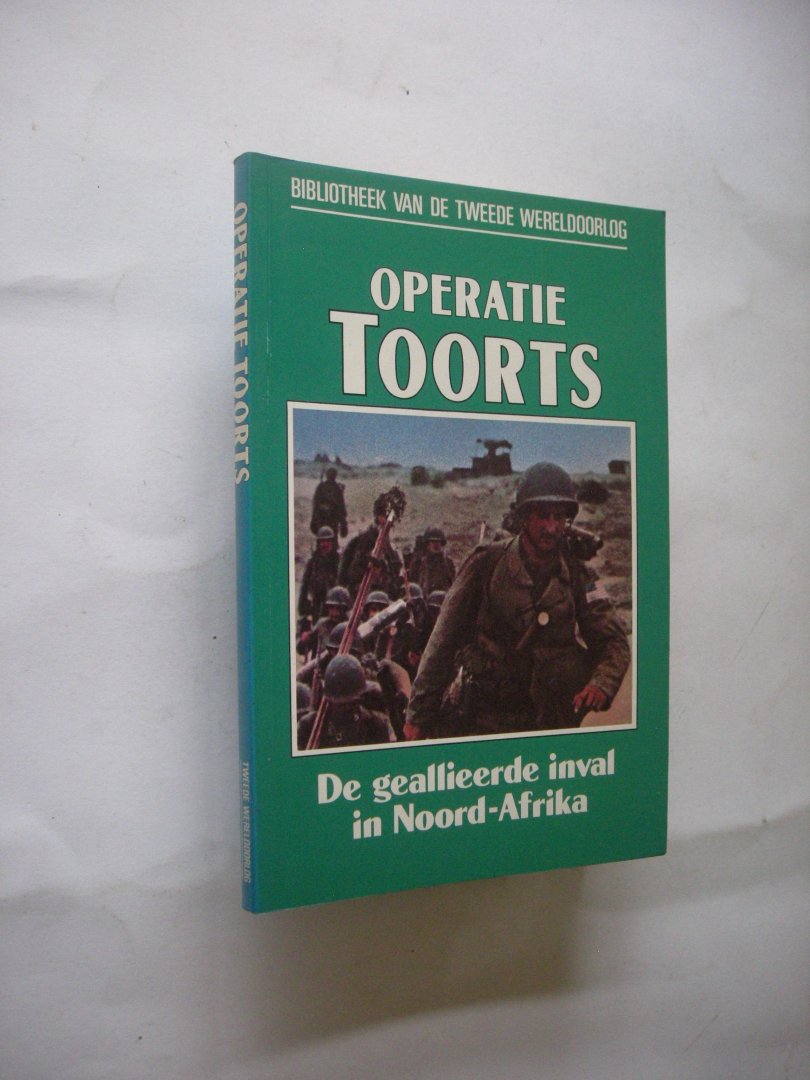 BIBLIOTHEEK VAN DE TWEEDE WERELDOORLOG
OPERATIE
TOORTS
De geallieerde inval
in Noord-Afrika
OPERATIE TOORTS
TWEEDE WERELDOORLOG